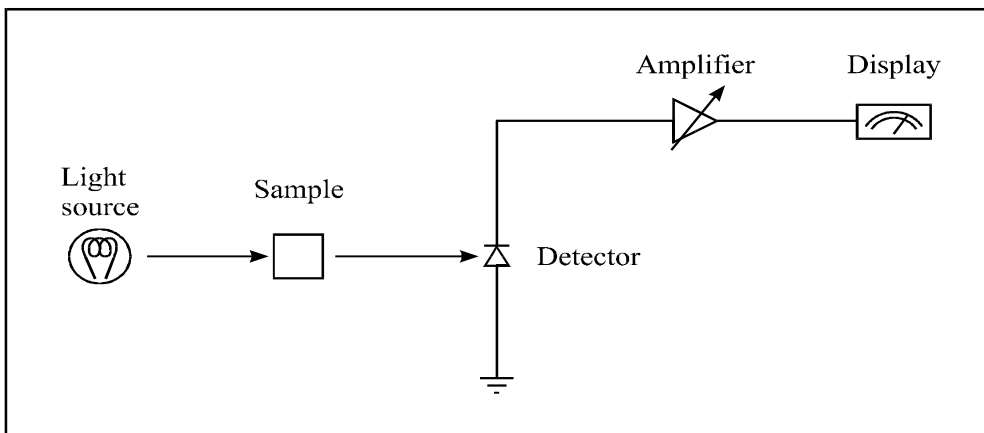 Amplifier
Display
Light
source
Sample
Detector